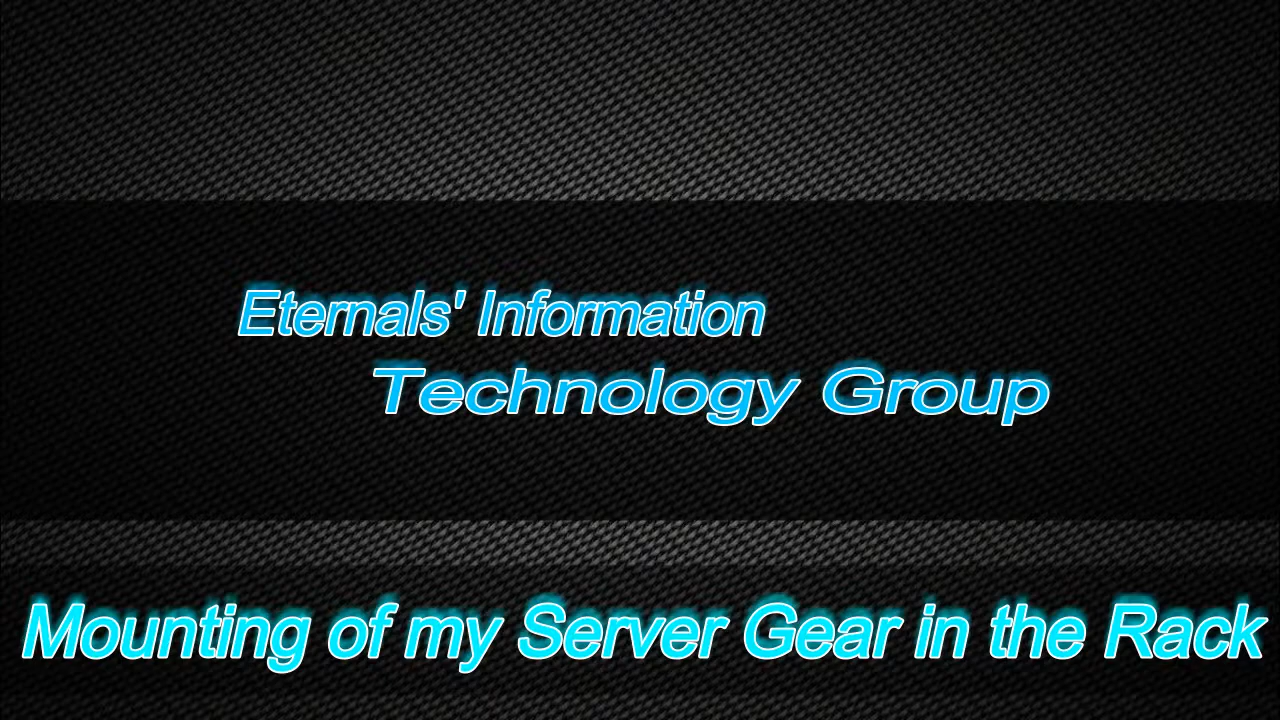 Eternals' Information
Technology Group
Mounting of my Server Gear in the Rack